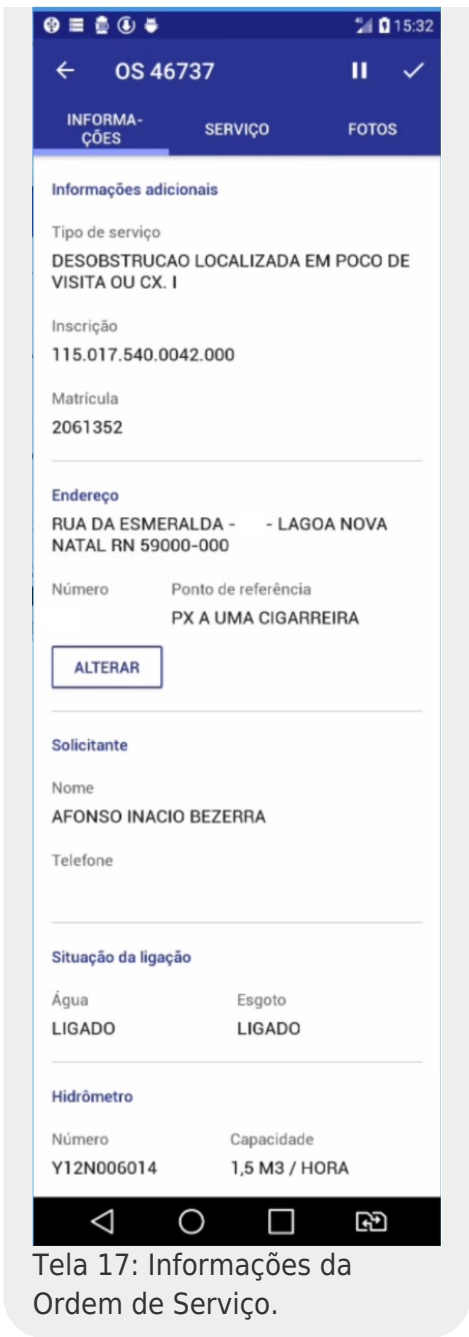 15:32
OS 46737
INFORMA-
ÇÕES
SERVIÇO
FOTOS
Informações adicionais
Tipo de serviço
DESOBSTRUCAO LOCALIZADA EM POCO DE
VISITA OU CX. I
Inscrição
115.017.540.0042.000
Matrícula
2061352
Endereço
RUA DA ESMERALDA - - LAGOA NOVA
NATAL RN 59000-000
Número Ponto de referência
PX A UMA CIGARREIRA
ALTERAR
Solicitante
Nome
AFONSO INACIO BEZERRA
Telefone
Situação da ligação
Água Esgoto
LIGADO LIGADO
Hidrômetro
Número Capacidade
Y12N006014 1,5 M3 / HORA
Tela 17: Informações da
Ordem de Serviço.